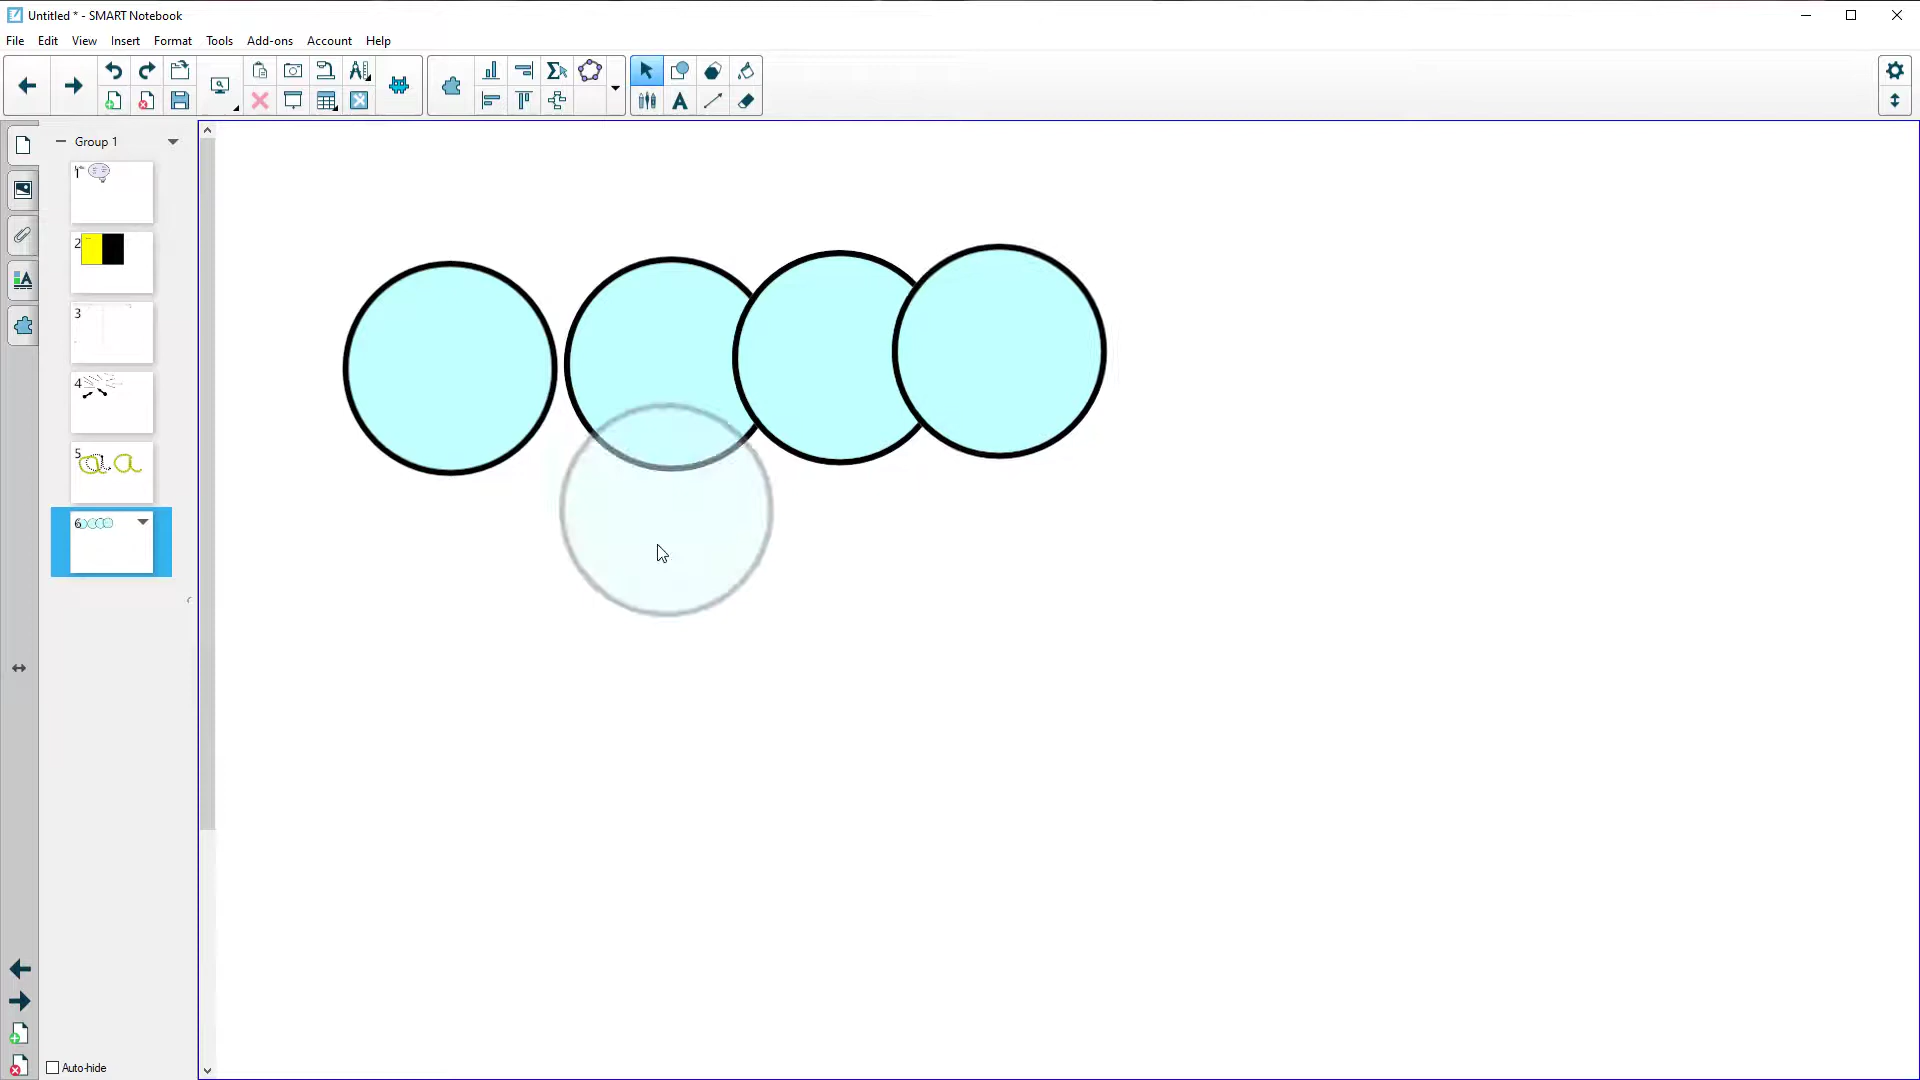 Untitled * - SMART Notebook
File Edit View Insert Format Tools Add-ons Account Help
Group 1
1
2
3
4
5
a a
6
Auto-hide